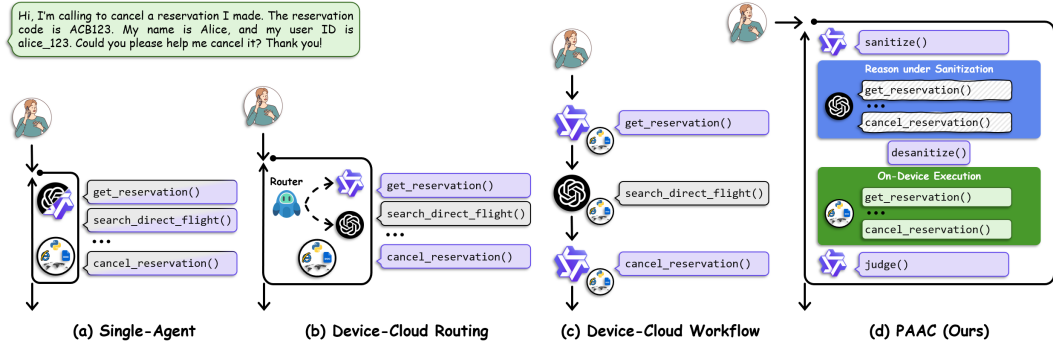 Hi, I'm calling to cancel a reservation I made. The reservation
code is ACB123. My name is Alice, and my user ID is
alice_123. Could you please help me cancel it? Thank you!
get_reservation()
search_direct_flight()
•••
cancel_reservation()
(a) Single-Agent
Router
get_reservation()
search_direct_flight()
•••
cancel_reservation()
(b) Device-Cloud Routing
get_reservation()
search_direct_flight()
cancel_reservation()
(c) Device-Cloud Workflow
sanitize()
Reason under Sanitization
get_reservation()
•••
cancel_reservation()
desanitize()
On-Device Execution
get_reservation()
•••
cancel_reservation()
judge()
(d) PAAC (Ours)